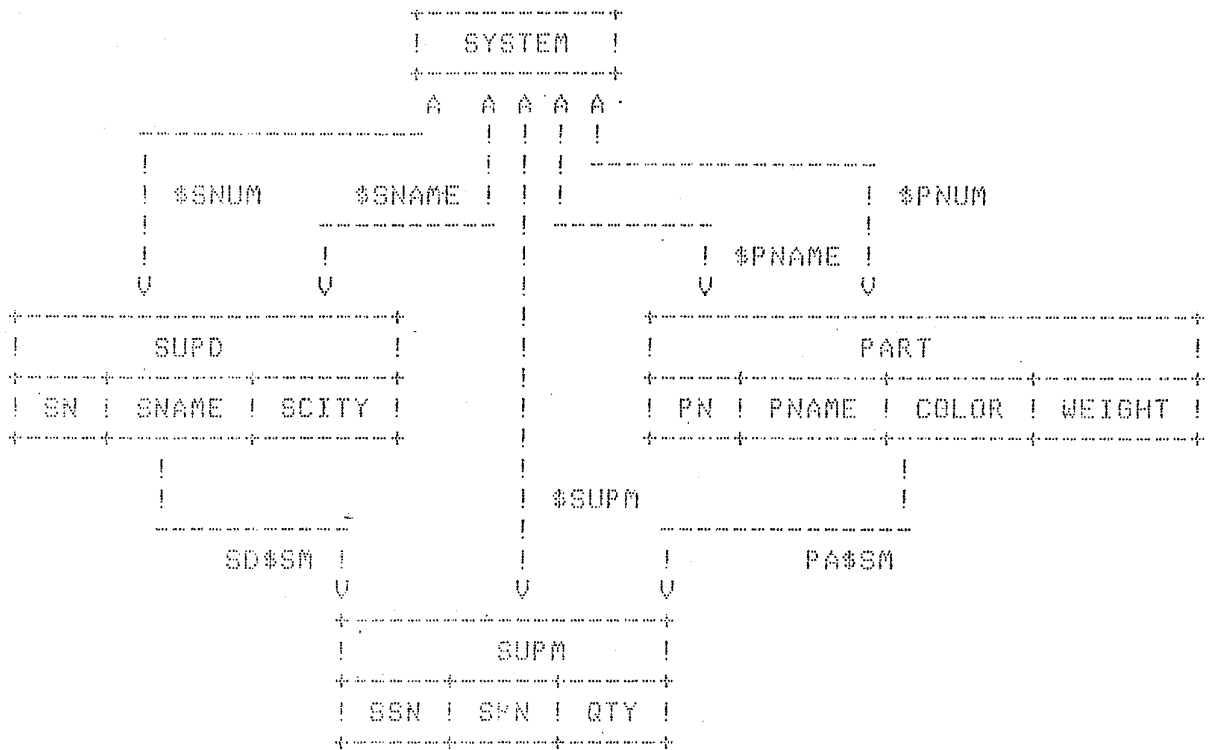 SYSTEM
A A A A A
$SNUM $SNAME $PNUM
$PNAME
V V V V
SUPD PART
SN ! SNAME ! SCITY PN ! PNAME ! COLOR ! WEIGHT
$SUPM
SD$SM PA$SM
V V V
SUPM
SSN ! SPN ! QTY